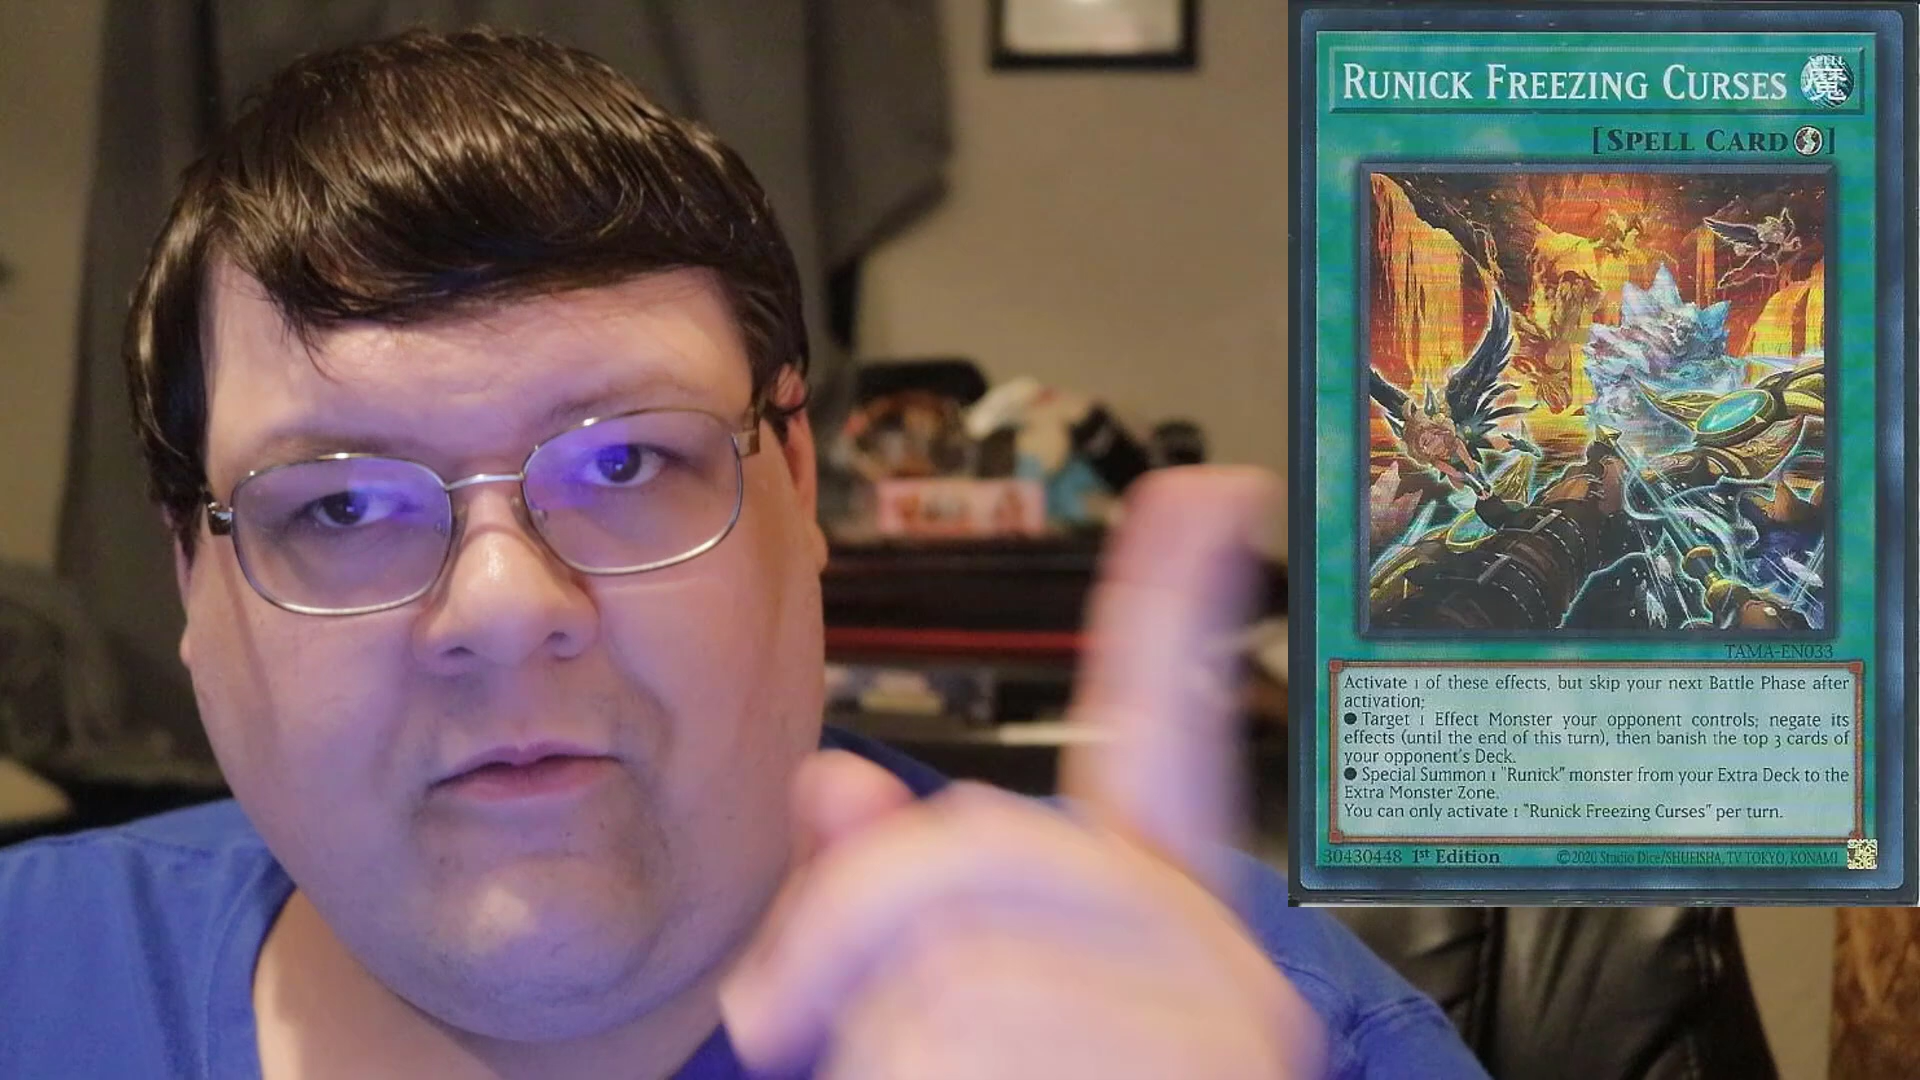 RUNICK FREEZING CURSES
SPELL
魔
[SPELL CARD]
TAMA-EN033
Activate 1 of these effects, but skip your next Battle Phase after
activation;
● Target 1 Effect Monster your opponent controls; negate its
effects (until the end of this turn), then banish the top 3 cards of
your opponent's Deck.
● Special Summon 1 "Runick" monster from your Extra Deck to the
Extra Monster Zone.
You can only activate 1 "Runick Freezing Curses" per turn.
30430448 1st Edition ©2020 Studio Dice/SHUEISHA, TV TOKYO, KONAMI